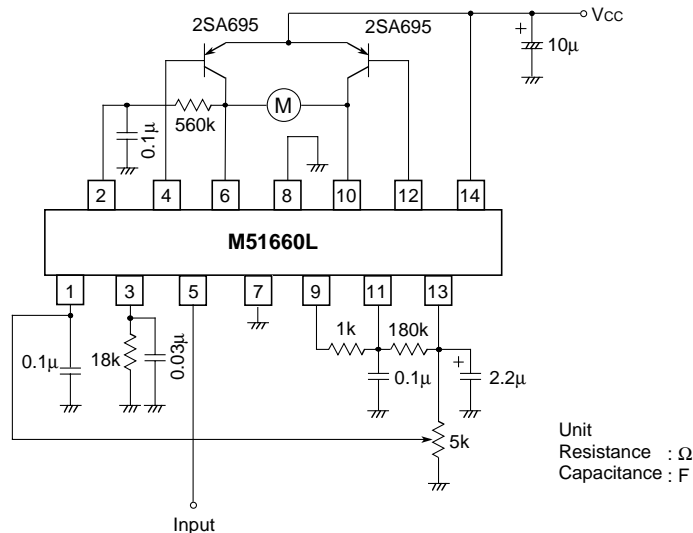 2SA695
2SA695
VCC
+
10μ
M
560k
0.1μ
2
4
6
8
10
12
14
M51660L
1
3
5
7
9
11
13
1k
180k
0.1μ
18k
0.03μ
0.1μ
+
2.2μ
5k
Input
Unit
Resistance : Ω
Capacitance : F